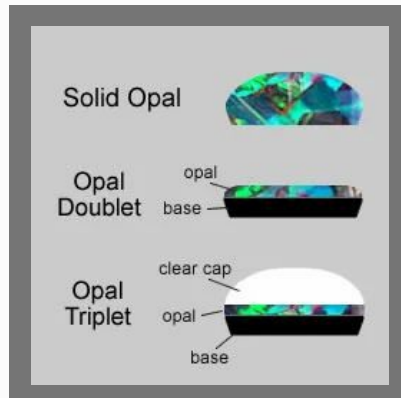 Solid Opal
Opal
Doublet
opal
base
Opal
Triplet
clear cap
opal
base